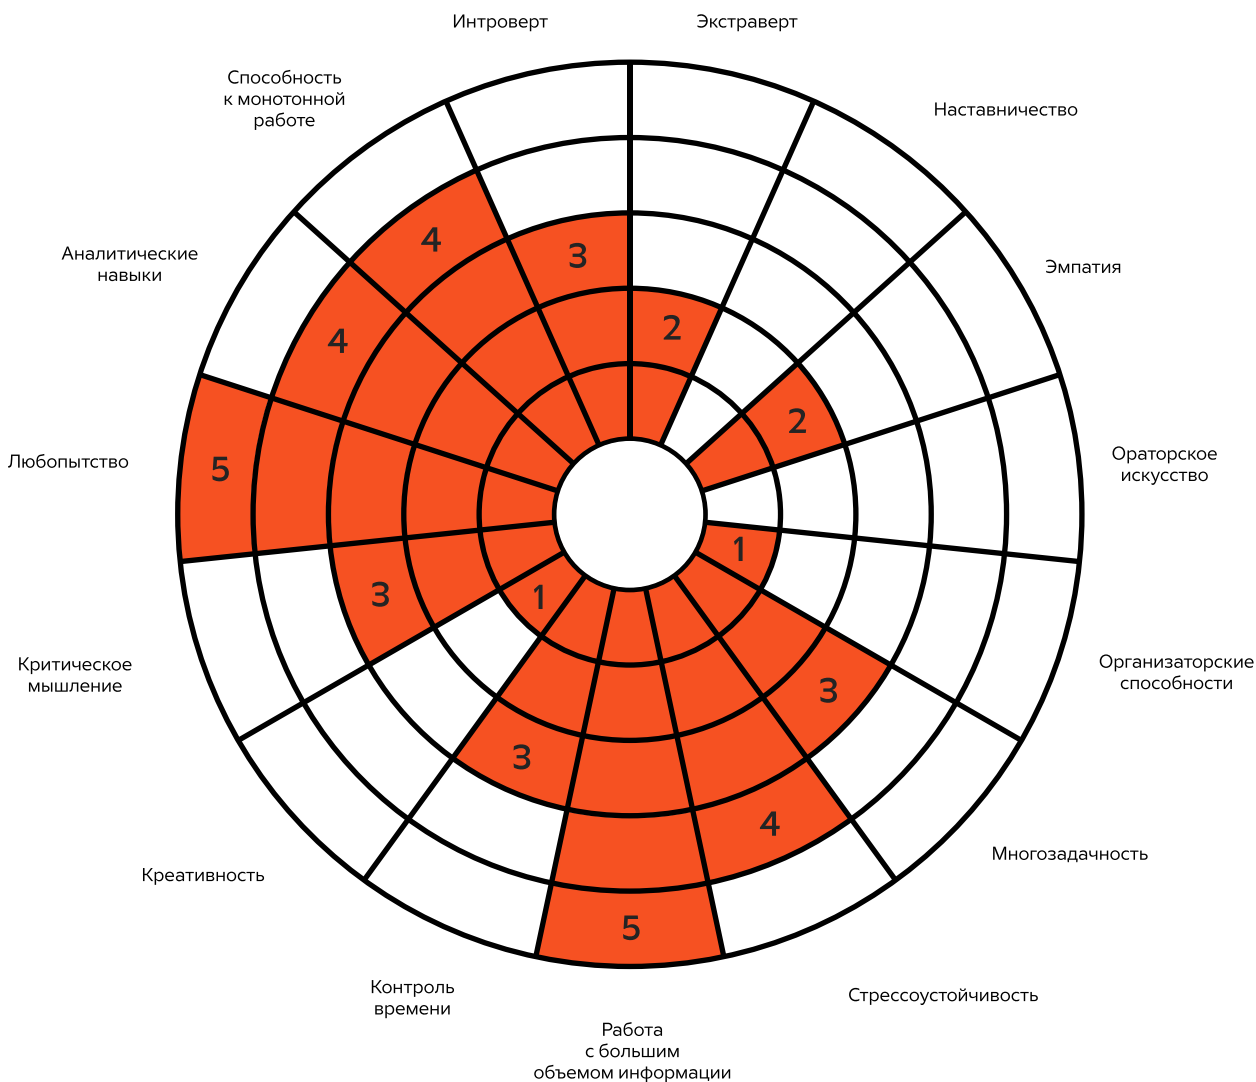 Интроверт
Экстраверт
Способность
к монотонной
работе
Наставничество
Аналитические
навыки
Эмпатия
Любопытство
Ораторское
искусство
Критическое
мышление
Организаторские
способности
Креативность
Многозадачность
Контроль
времени
Стрессоустойчивость
Работа
с большим
объемом информации
4
3
2
4
2
5
1
3
1
3
3
4
5